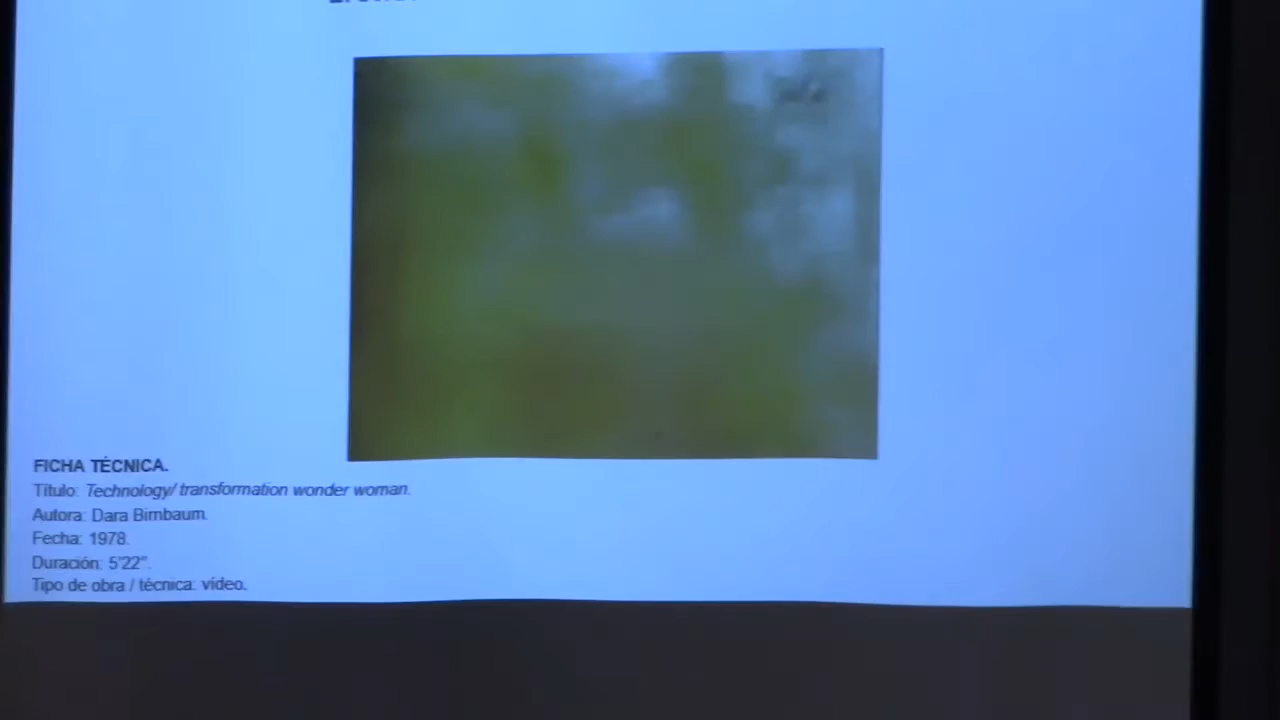 FICHA TÉCNICA.
Título: Technology/ transformation wonder woman.
Autora: Dara Birnbaum.
Fecha: 1978.
Duración: 5'22".
Tipo de obra / técnica: vídeo.